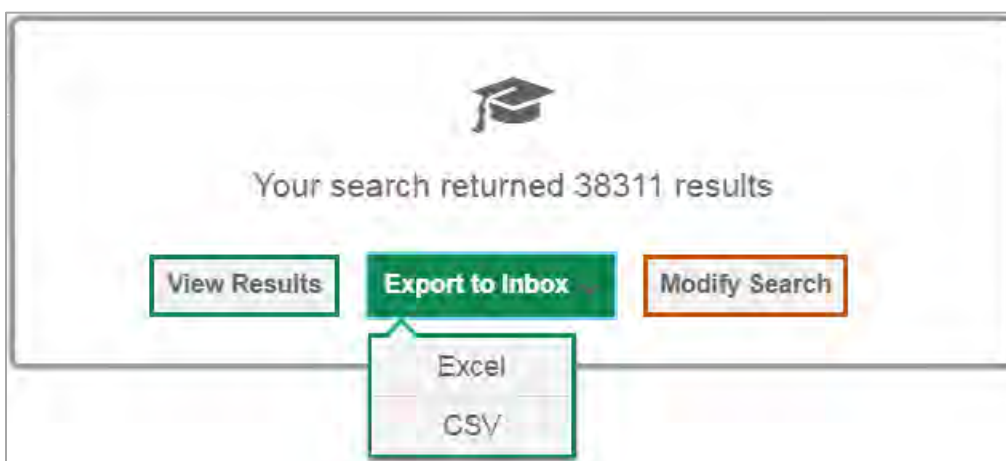 Your search returned 38311 results
View Results Export to Inbox Modify Search
Excel
CSV